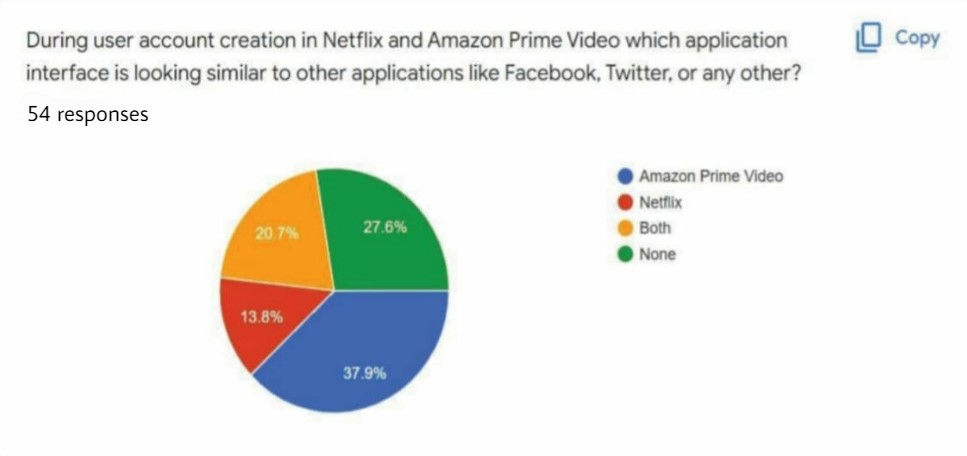 During user account creation in Netflix and Amazon Prime Video which application
interface is looking similar to other applications like Facebook, Twitter, or any other?
Copy
54 responses
Amazon Prime Video
Netflix
Both
None
20.7%
27.6%
13.8%
37.9%